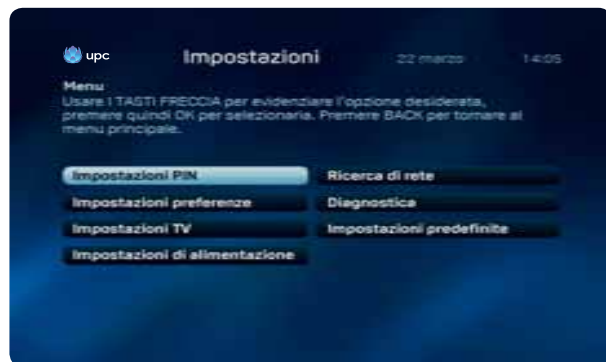 upc Impostazioni 22 marzo 14:05
Menu
Usare I TASTI FRECCIA per evidenziare l'opzione desiderata,
premere quindi OK per selezionarla. Premere BACK per tornare al
menu principale.
Impostazioni PIN Ricerca di rete
Impostazioni preferenze Diagnostica
Impostazioni TV Impostazioni predefinite
Impostazioni di alimentazione